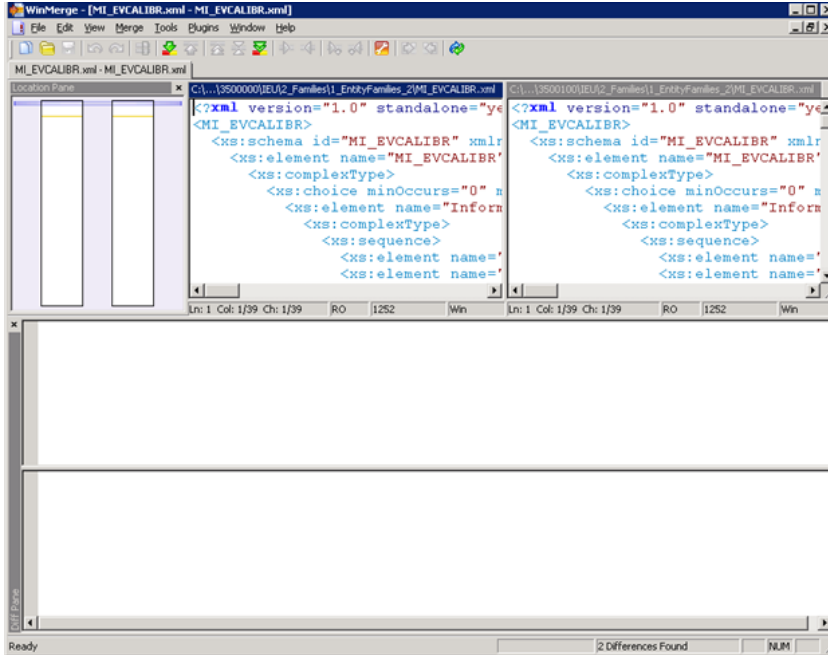 WinMerge - [MI_EVCALIBR.xml - MI_EVCALIBR.xml]
File Edit View Merge Tools Plugins Window Help
MI_EVCALIBR.xml - MI_EVCALIBR.xml
Location Pane
C:\...\3500000\IEU\2_Families\1_EntityFamilies_2\MI_EVCALIBR.xml
<?xml version="1.0" standalone="ye
<MI_EVCALIBR>
<xs:schema id="MI_EVCALIBR" xmln
<xs:element name="MI_EVCALIBR"
<xs:complexType>
<xs:choice minOccurs="0" m
<xs:element name="Inform
<xs:complexType>
<xs:sequence>
<xs:element name="
<xs:element name="
Ln: 1 Col: 1/39 Ch: 1/39 RO 1252 Win
C:\...\3500100\IEU\2_Families\1_EntityFamilies_2\MI_EVCALIBR.xml
<?xml version="1.0" standalone="ye
<MI_EVCALIBR>
<xs:schema id="MI_EVCALIBR" xmln
<xs:element name="MI_EVCALIBR"
<xs:complexType>
<xs:choice minOccurs="0" m
<xs:element name="Inform
<xs:complexType>
<xs:sequence>
<xs:element name="
<xs:element name="
Ln: 1 Col: 1/39 Ch: 1/39 RO 1252 Win
Diff Pane
Ready 2 Differences Found NUM